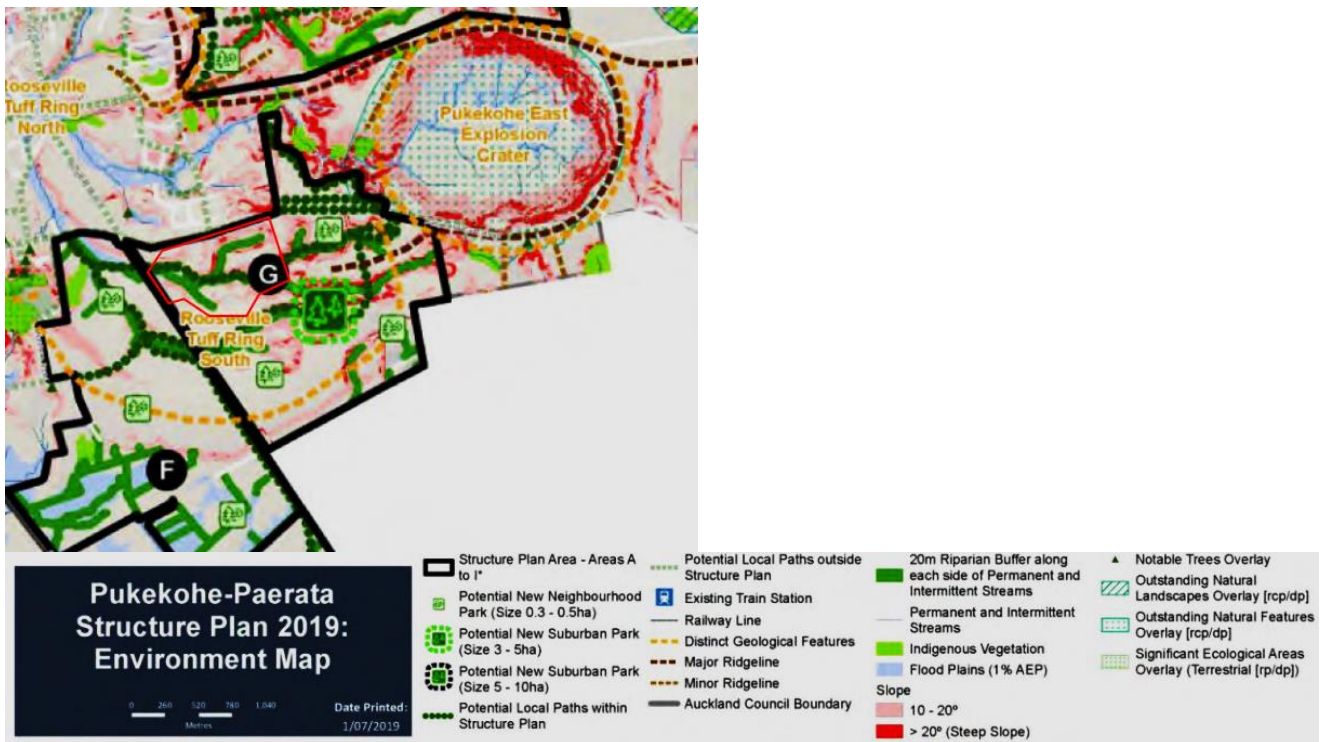 Rooseville
Tuff Ring
North
Pukekohe East
Explosion
Crater
G
Rooseville
Tuff Ring
South
F
Pukekohe-Paerata
Structure Plan 2019:
Environment Map
0 260 520 780 1,040
Metres
Date Printed:
1/07/2019
Structure Plan Area - Areas A
to I*
Potential New Neighbourhood
Park (Size 0.3 - 0.5ha)
Potential New Suburban Park
(Size 3 - 5ha)
Potential New Suburban Park
(Size 5 - 10ha)
Potential Local Paths within
Structure Plan
Potential Local Paths outside
Structure Plan
Existing Train Station
Railway Line
Distinct Geological Features
Major Ridgeline
Minor Ridgeline
Auckland Council Boundary
20m Riparian Buffer along
each side of Permanent and
Intermittent Streams
Permanent and Intermittent
Streams
Indigenous Vegetation
Flood Plains (1% AEP)
Slope
10 - 20º
> 20º (Steep Slope)
Notable Trees Overlay
Outstanding Natural
Landscapes Overlay [rcp/dp]
Outstanding Natural Features
Overlay [rcp/dp]
Significant Ecological Areas
Overlay (Terrestrial [rp/dp])